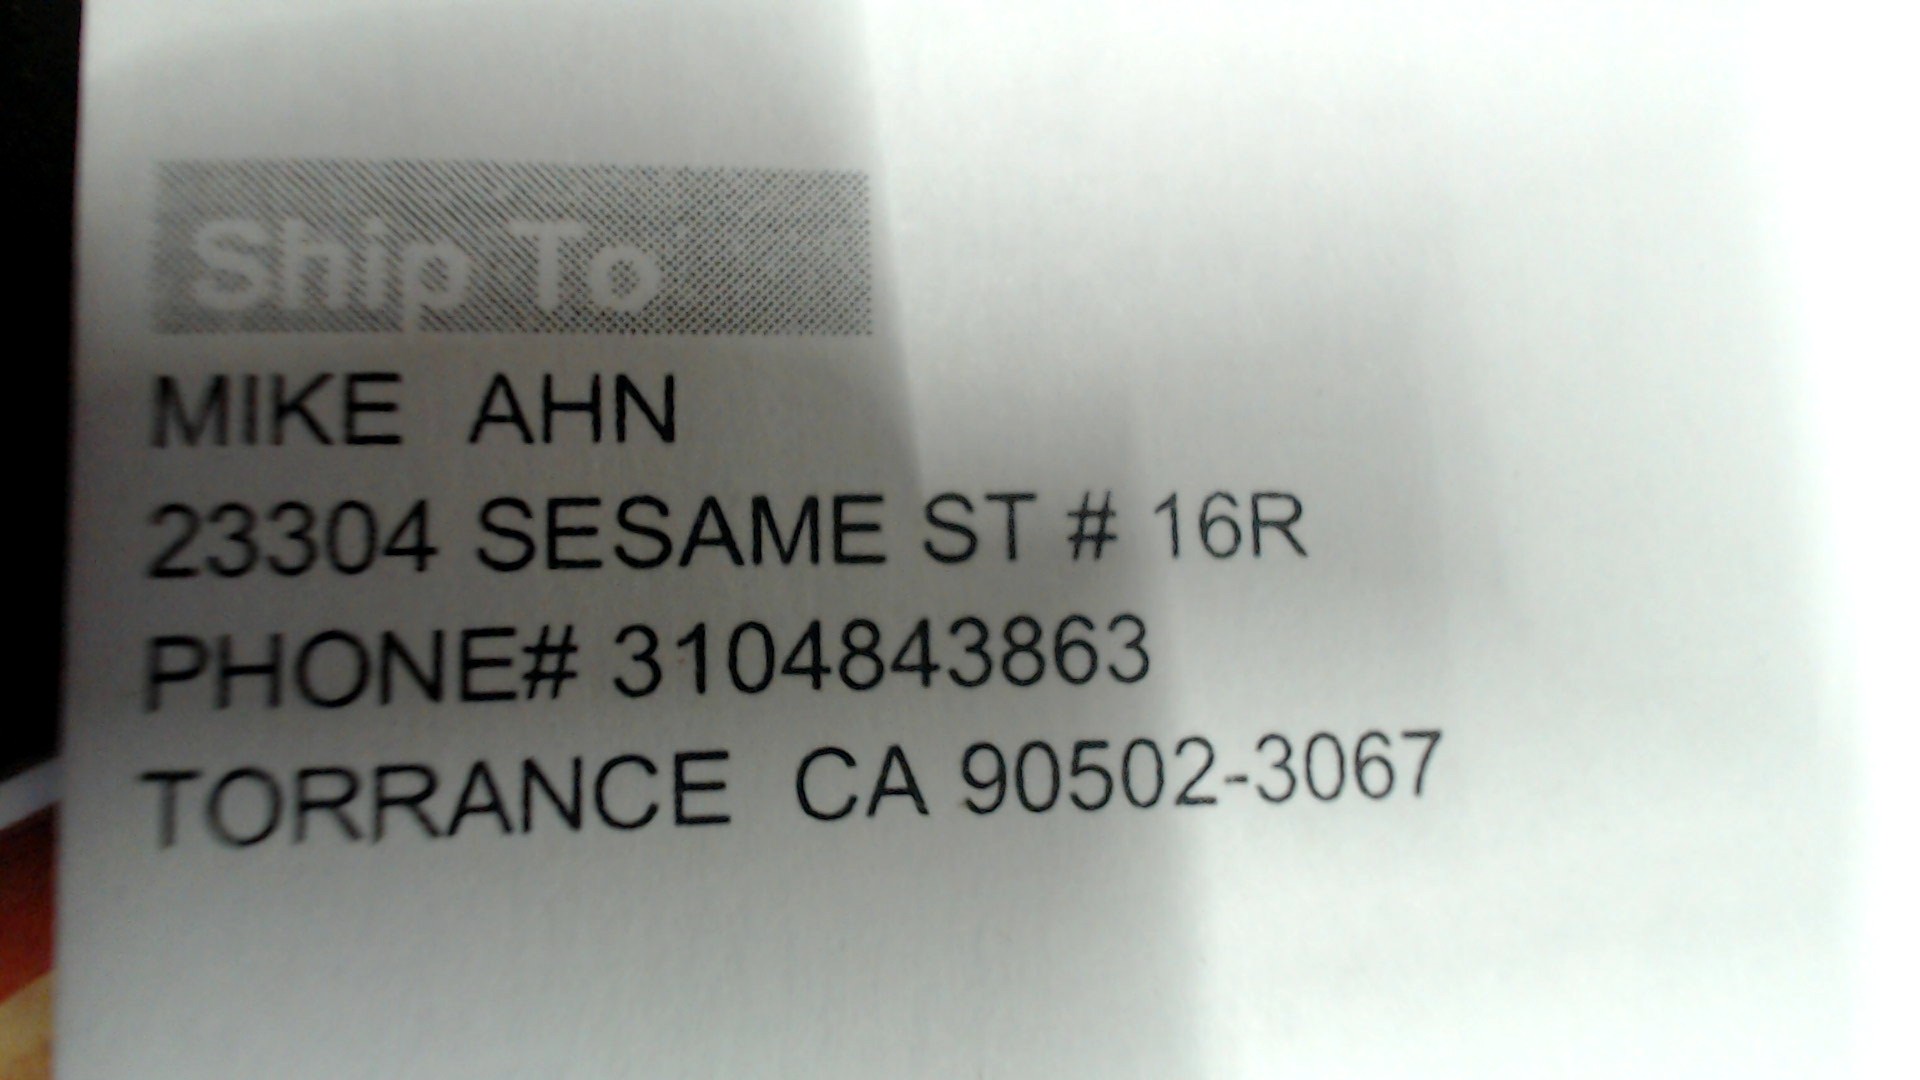 Ship To
MIKE AHN
23304 SESAME ST # 16R
PHONE# 3104843863
TORRANCE CA 90502-3067